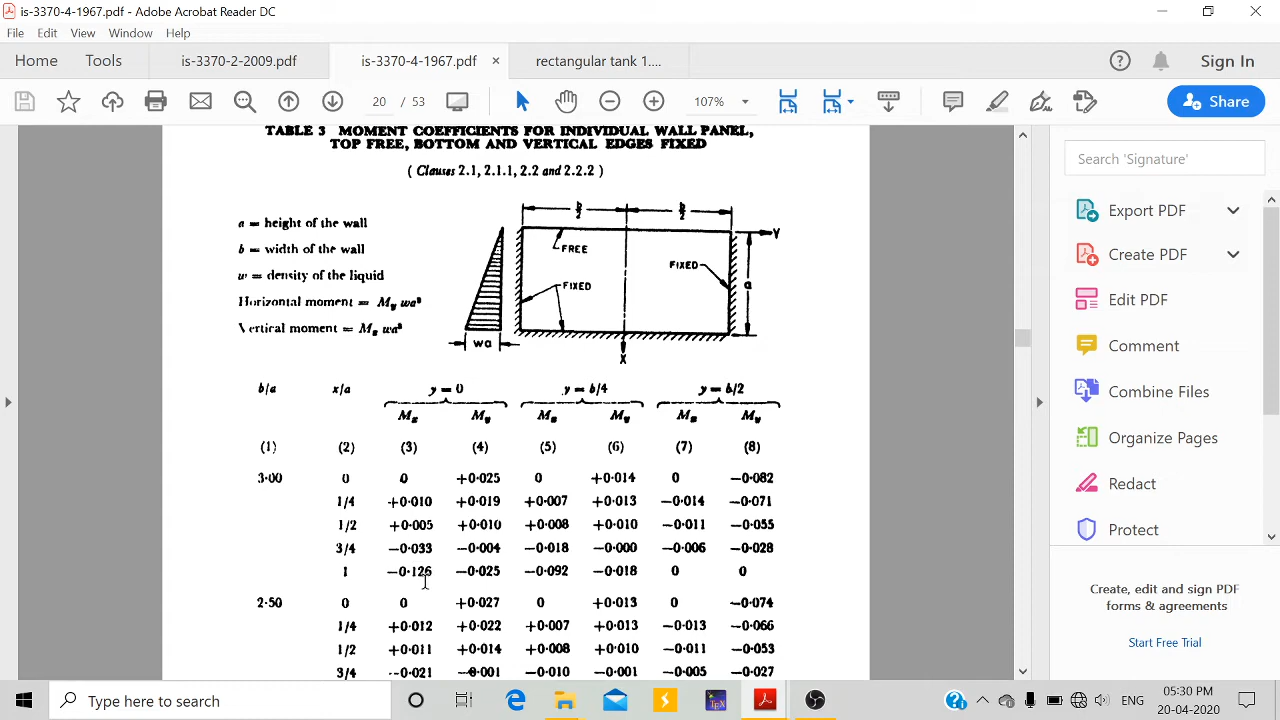 is-3370-4-1967.pdf - Adobe Acrobat Reader DC
File Edit View Window Help
Home Tools is-3370-2-2009.pdf is-3370-4-1967.pdf × rectangular tank 1.... Sign In
20 / 53 107% Share
TABLE 3 MOMENT COEFFICIENTS FOR INDIVIDUAL WALL PANEL,
TOP FREE, BOTTOM AND VERTICAL EDGES FIXED
( Clauses 2.1, 2.1.1, 2.2 and 2.2.2 )
a = height of the wall
b = width of the wall
w = density of the liquid
Horizontal moment = My wa³
Vertical moment = Mx wa³
b/2 b/2
Y
FREE
FIXED
FIXED
a
wa
X
b/a x/a y = 0 y = b/4 y = b/2
Mx My Mx My Mx My
(1) (2) (3) (4) (5) (6) (7) (8)
3·00 0 0 +0·025 0 +0·014 0 −0·082
1/4 +0·010 +0·019 +0·007 +0·013 −0·014 −0·071
1/2 +0·005 +0·010 +0·008 +0·010 −0·011 −0·055
3/4 −0·033 −0·004 −0·018 −0·000 −0·006 −0·028
1 −0·126 −0·025 −0·092 −0·018 0 0
2·50 0 0 +0·027 0 +0·013 0 −0·074
1/4 +0·012 +0·022 +0·007 +0·013 −0·013 −0·066
1/2 +0·011 +0·014 +0·008 +0·010 −0·011 −0·053
3/4 −0·021 −0·001 −0·010 −0·001 −0·005 −0·027
Search 'Signature'
Export PDF
Create PDF
Edit PDF
Comment
Combine Files
Organize Pages
Redact
Protect
Create, edit and sign PDF
forms & agreements
Start Free Trial
Type here to search
ENG
05:30 PM
20-04-2020